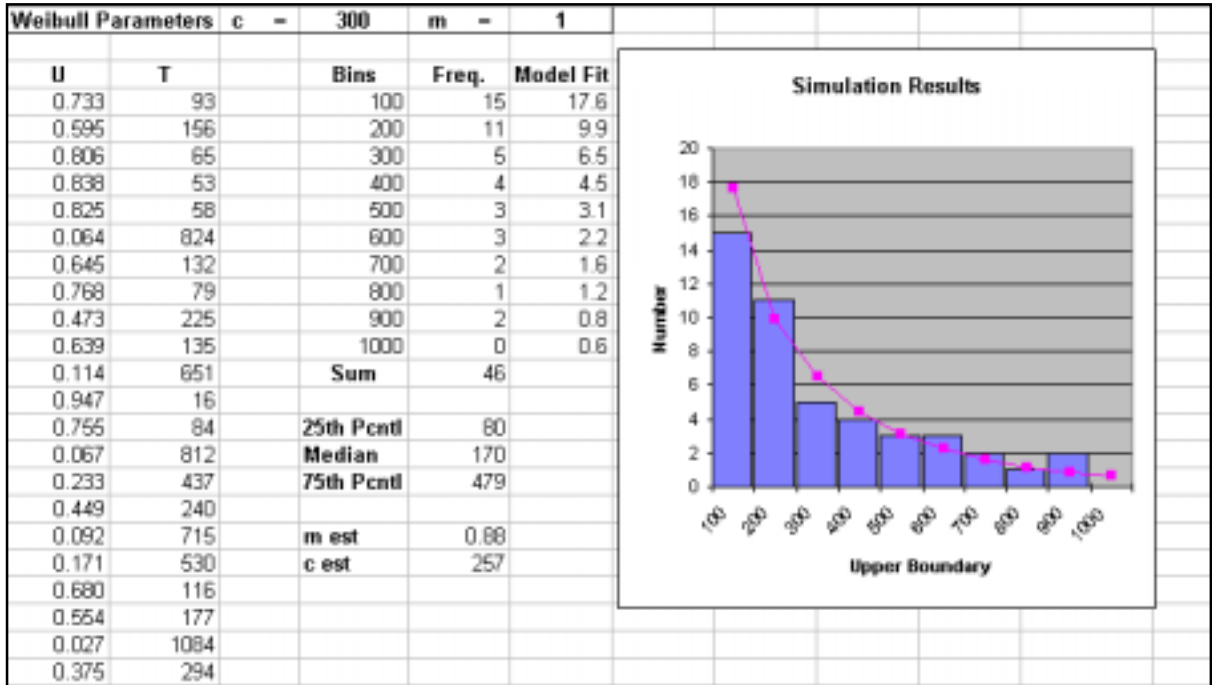 Weibull Parameters c = 300 m = 1
U T Bins Freq. Model Fit
0.733 93 100 15 17.6
0.595 156 200 11 9.9
0.806 65 300 5 6.5
0.838 53 400 4 4.5
0.825 58 500 3 3.1
0.064 824 600 3 2.2
0.645 132 700 2 1.6
0.768 79 800 1 1.2
0.473 225 900 2 0.8
0.639 135 1000 0 0.6
0.114 651 Sum 46
0.947 16
0.755 84 25th Pcntl 80
0.067 812 Median 170
0.233 437 75th Pcntl 479
0.449 240
0.092 715 m est 0.88
0.171 530 c est 257
0.680 116
0.554 177
0.027 1084
0.375 294
Simulation Results
Number
20
18
16
14
12
10
8
6
4
2
0
100 200 300 400 500 600 700 800 900 1000
Upper Boundary